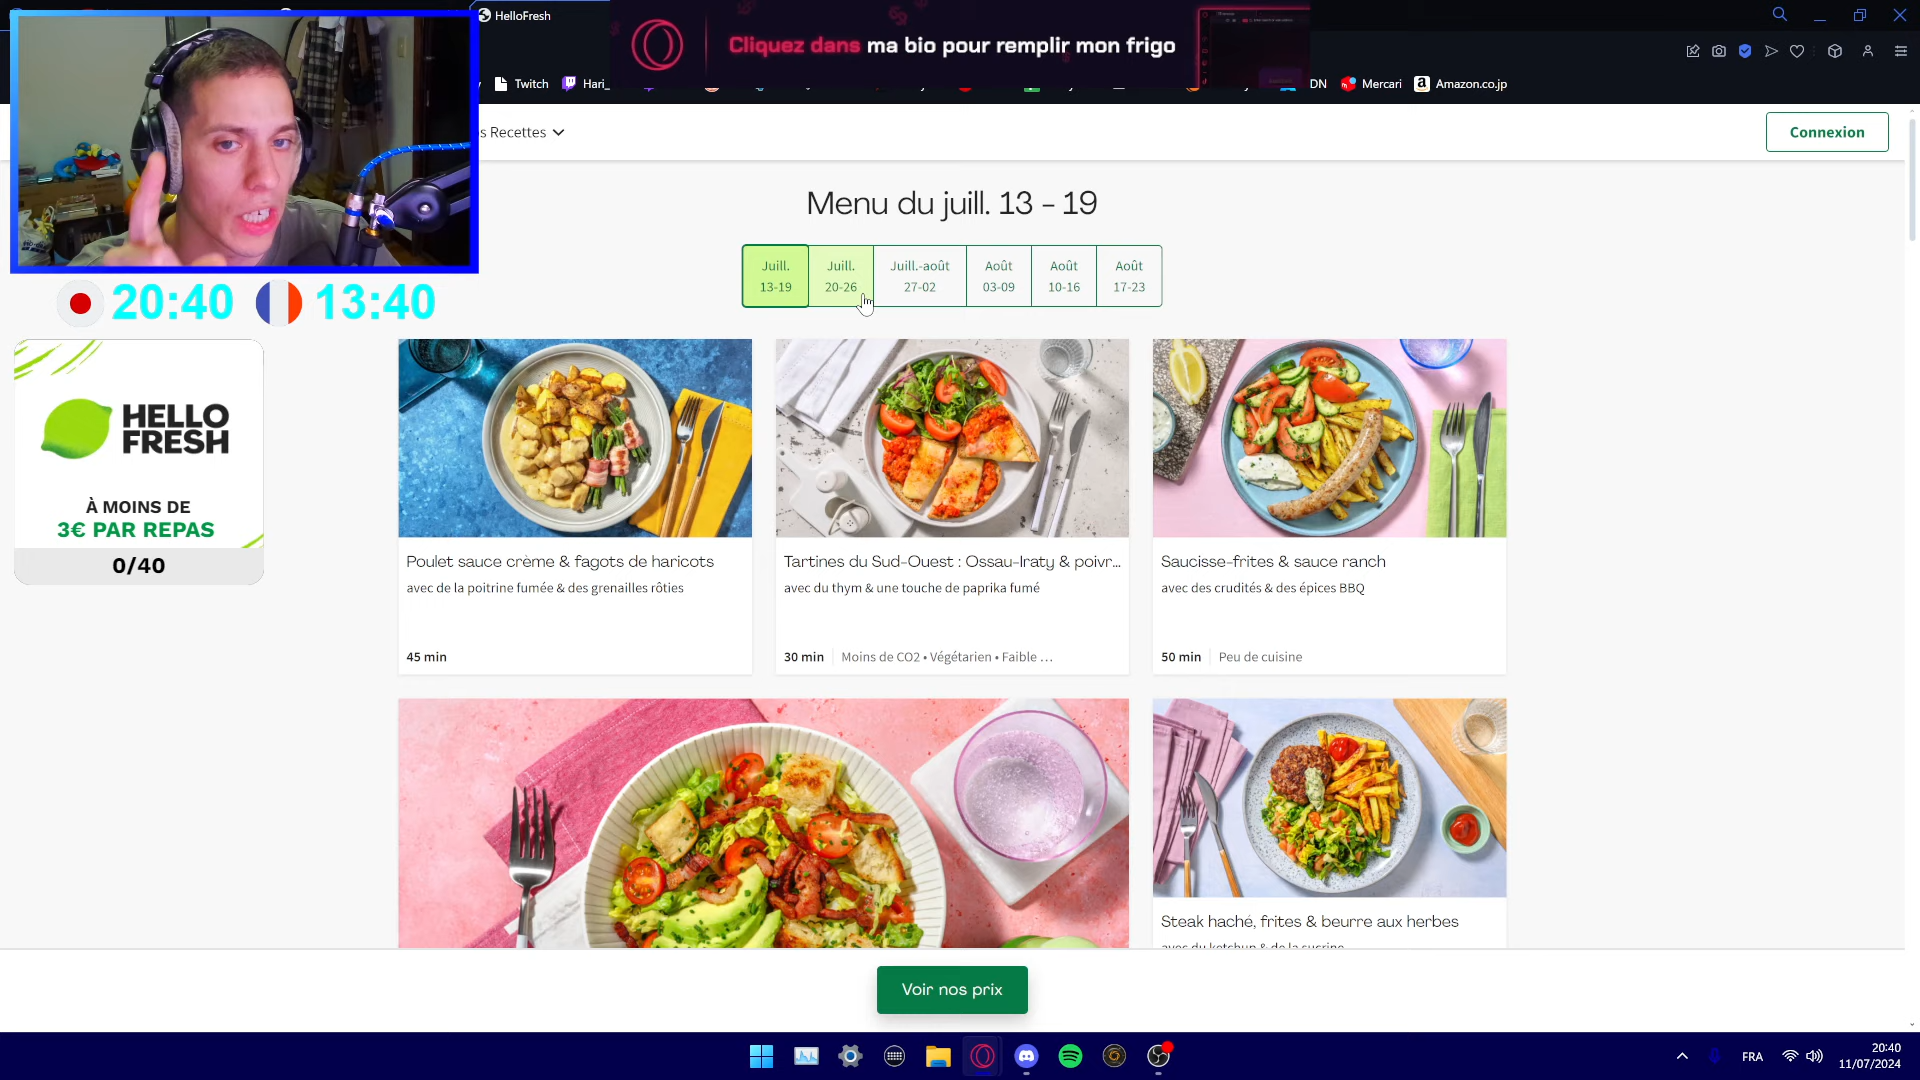 HelloFresh
Cliquez dans ma bio pour remplir mon frigo
Twitch
Hari_
DN
Mercari
Amazon.co.jp
s Recettes
Connexion
Menu du juill. 13 – 19
Juill.
13-19
Juill.
20-26
Juill.-août
27-02
Août
03-09
Août
10-16
Août
17-23
20:40
13:40
HELLO
FRESH
À MOINS DE
3€ PAR REPAS
0/40
Poulet sauce crème & fagots de haricots
avec de la poitrine fumée & des grenailles rôties
45 min
Tartines du Sud-Ouest : Ossau-Iraty & poivr...
avec du thym & une touche de paprika fumé
30 min
Moins de CO2 • Végétarien • Faible ...
Saucisse-frites & sauce ranch
avec des crudités & des épices BBQ
50 min
Peu de cuisine
Steak haché, frites & beurre aux herbes
avec du ketchup & de la sucrine
Voir nos prix
FRA
20:40
11/07/2024